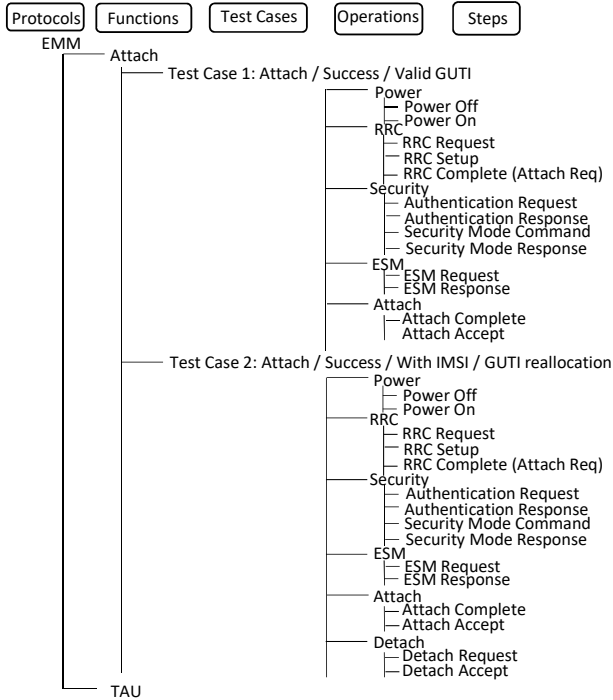 Protocols Functions Test Cases Operations Steps
EMM
Attach
Test Case 1: Attach / Success / Valid GUTI
Power
Power Off
Power On
RRC
RRC Request
RRC Setup
RRC Complete (Attach Req)
Security
Authentication Request
Authentication Response
Security Mode Command
Security Mode Response
ESM
ESM Request
ESM Response
Attach
Attach Complete
Attach Accept
Test Case 2: Attach / Success / With IMSI / GUTI reallocation
Power
Power Off
Power On
RRC
RRC Request
RRC Setup
RRC Complete (Attach Req)
Security
Authentication Request
Authentication Response
Security Mode Command
Security Mode Response
ESM
ESM Request
ESM Response
Attach
Attach Complete
Attach Accept
Detach
Detach Request
Detach Accept
TAU